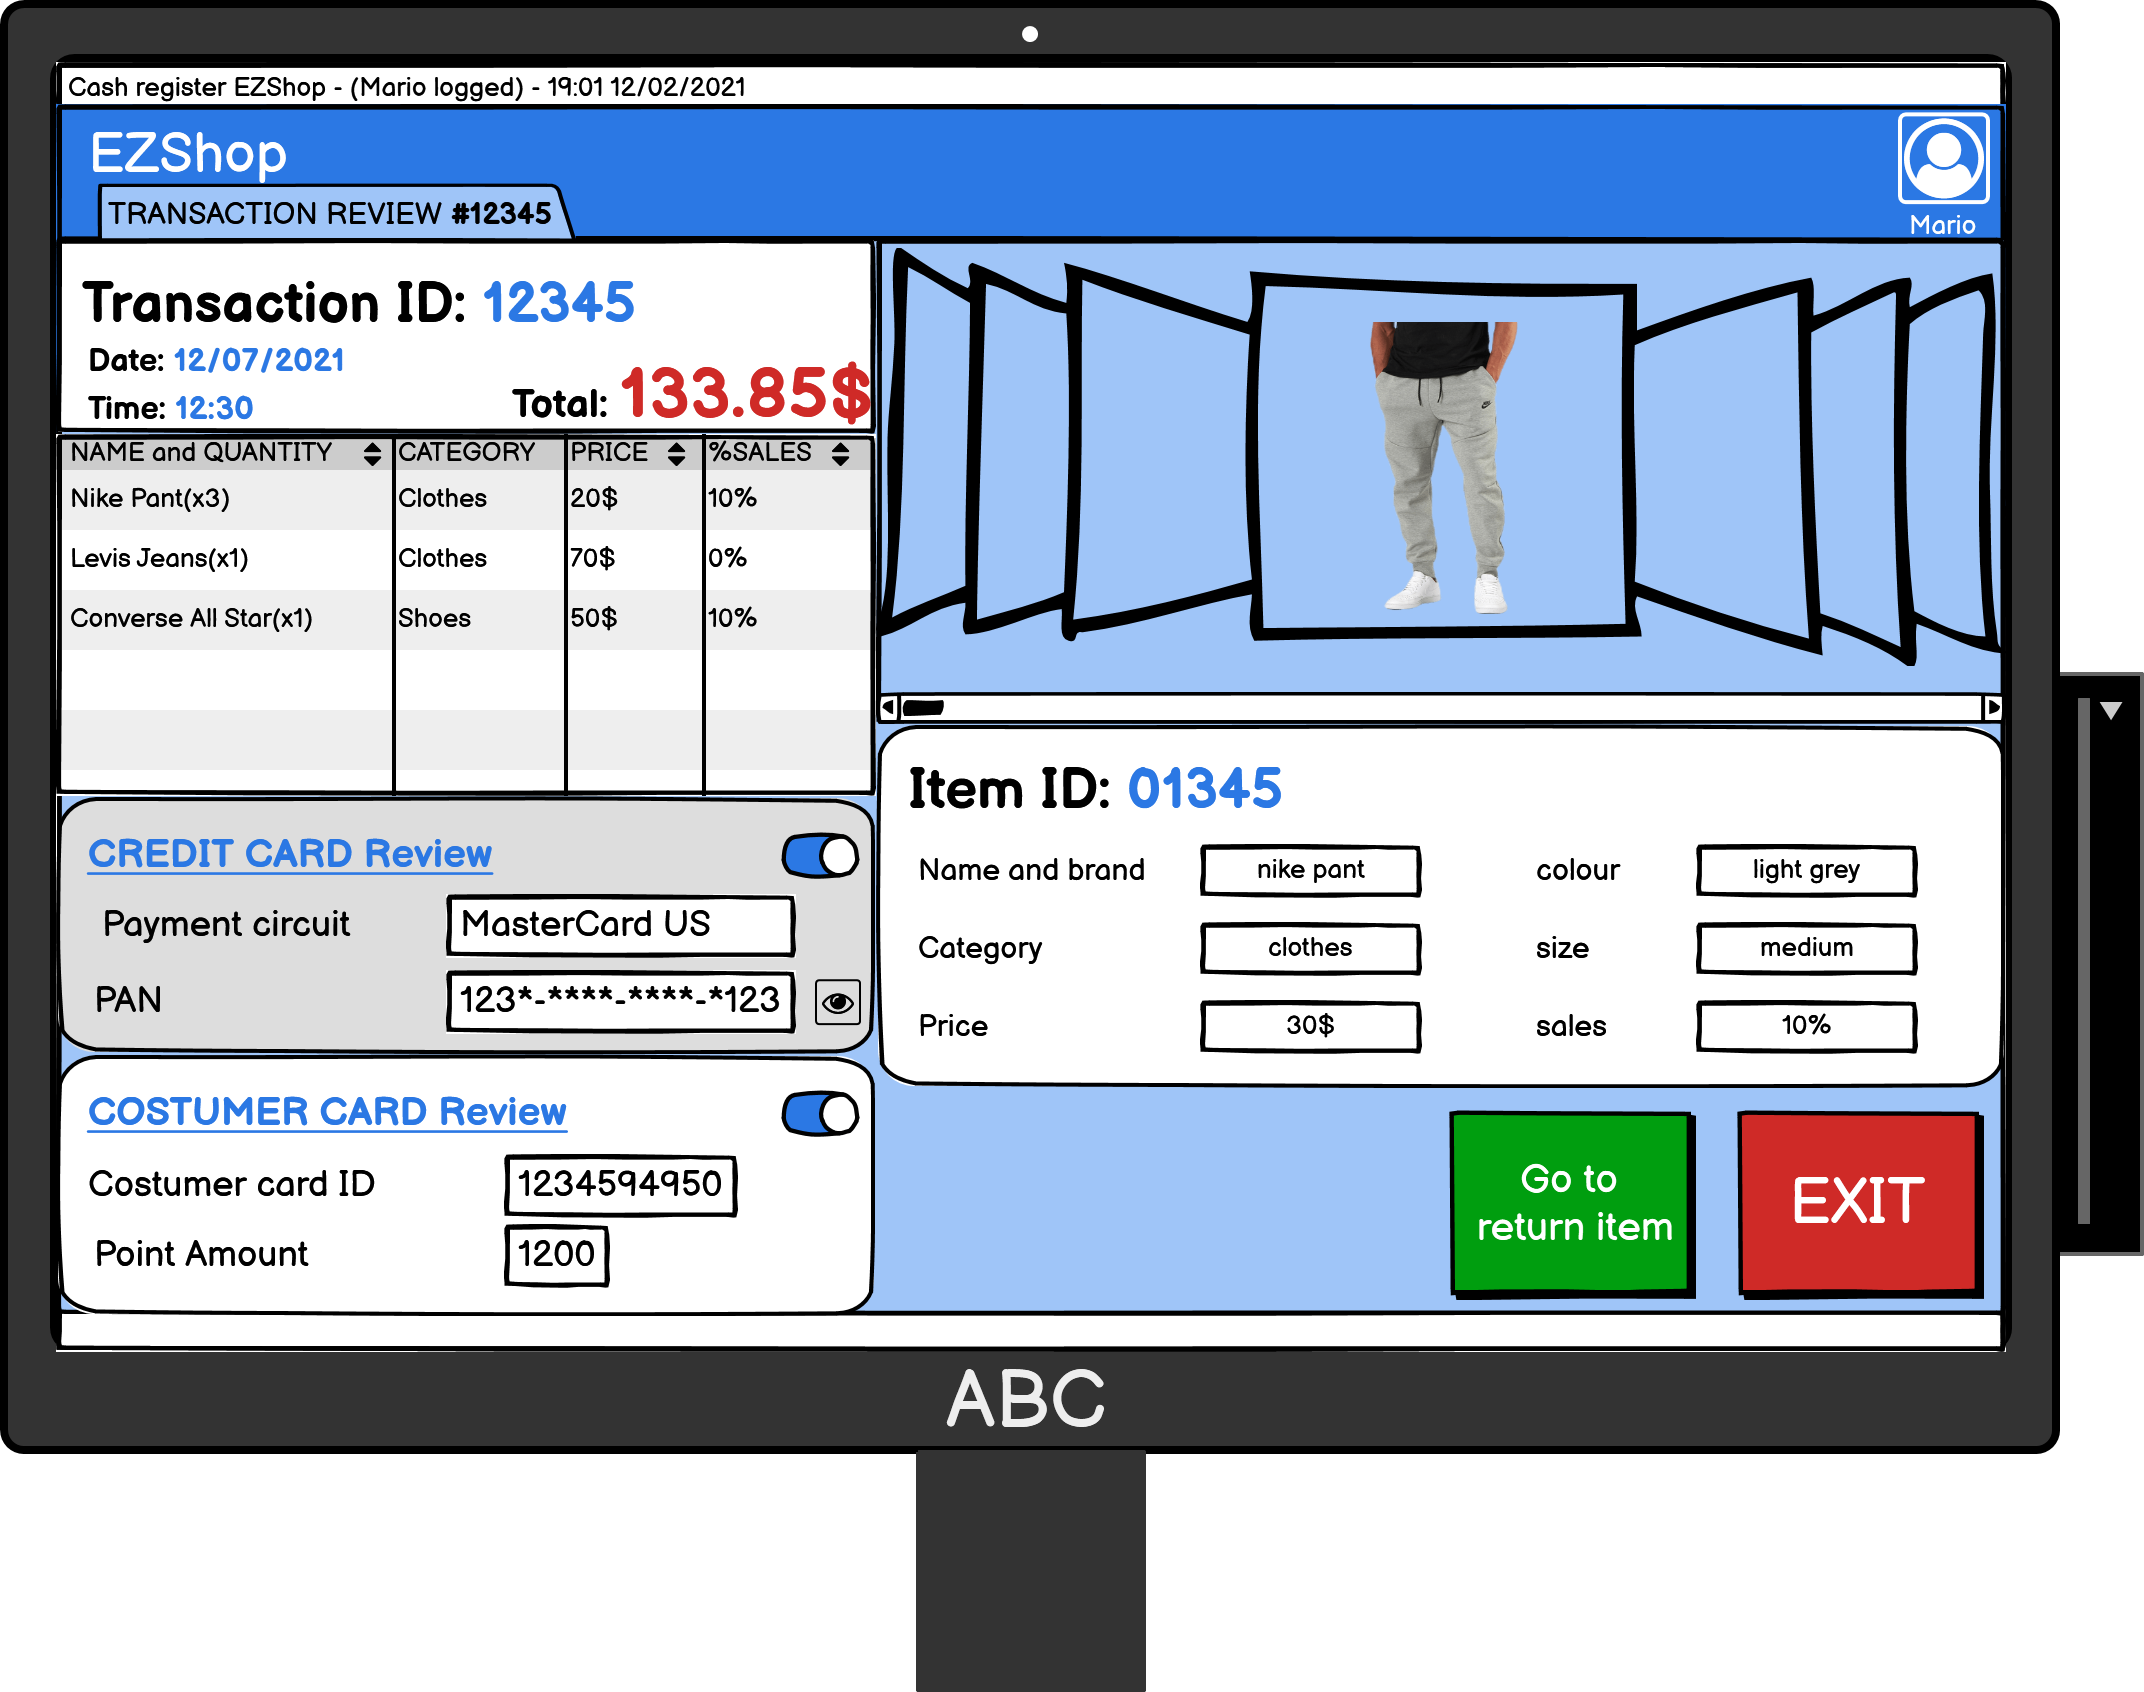 Cash register EZShop - (Mario logged) - 19:01 12/02/2021
EZShop
Mario
TRANSACTION REVIEW #12345
Transaction ID: 12345
Date: 12/07/2021
Time: 12:30
Total: 133.85$
NAME and QUANTITY CATEGORY PRICE %SALES
Nike Pant(x3) Clothes 20$ 10%
Levis Jeans(x1) Clothes 70$ 0%
Converse All Star(x1) Shoes 50$ 10%
CREDIT CARD Review
Payment circuit MasterCard US
PAN 123*-****-****-*123
COSTUMER CARD Review
Costumer card ID 1234594950
Point Amount 1200
Item ID: 01345
Name and brand nike pant colour light grey
Category clothes size medium
Price 30$ sales 10%
Go to
return item
EXIT
ABC